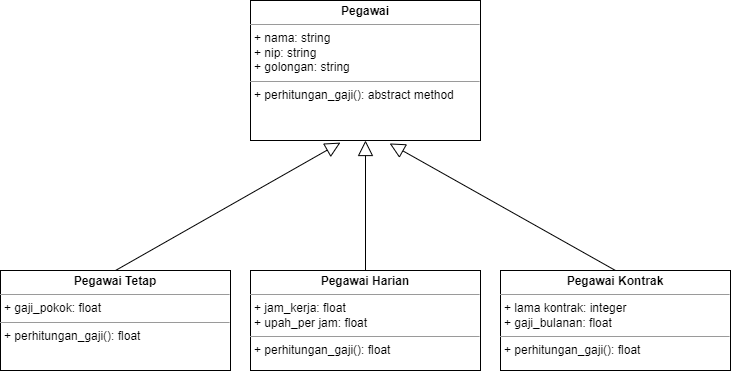 Pegawai
+ nama: string
+ nip: string
+ golongan: string
+ perhitungan_gaji(): abstract method
Pegawai Tetap
+ gaji_pokok: float
+ perhitungan_gaji(): float
Pegawai Harian
+ jam_kerja: float
+ upah_per jam: float
+ perhitungan_gaji(): float
Pegawai Kontrak
+ lama kontrak: integer
+ gaji_bulanan: float
+ perhitungan_gaji(): float